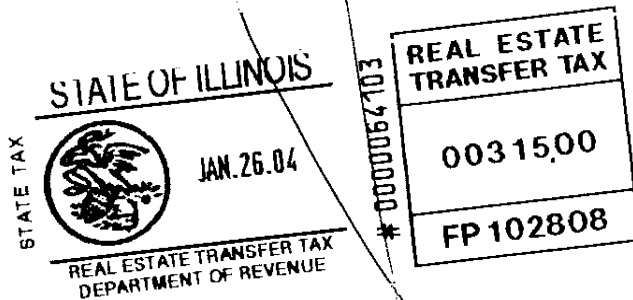 STATE OF ILLINOIS
STATE TAX
JAN.26.04
REAL ESTATE TRANSFER TAX
DEPARTMENT OF REVENUE
# 0000064103
REAL ESTATE
TRANSFER TAX
0031500
FP 102808